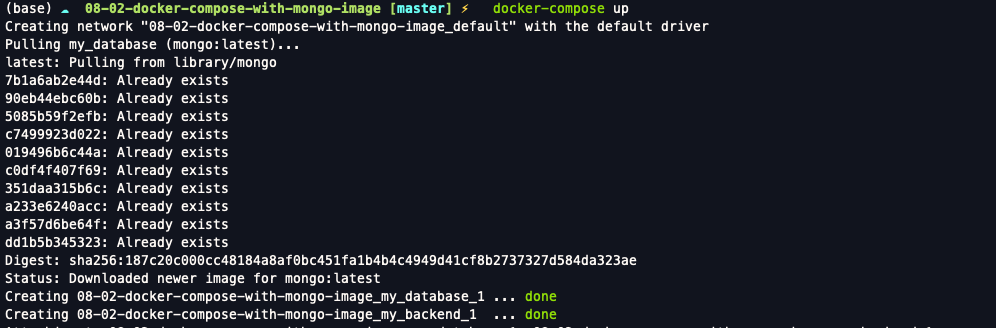 (base) 08-02-docker-compose-with-mongo-image [master] docker-compose up
Creating network "08-02-docker-compose-with-mongo-image_default" with the default driver
Pulling my_database (mongo:latest)...
latest: Pulling from library/mongo
7b1a6ab2e44d: Already exists
90eb44ebc60b: Already exists
5085b59f2efb: Already exists
c7499923d022: Already exists
019496b6c44a: Already exists
c0df4f407f69: Already exists
351daa315b6c: Already exists
a233e6240acc: Already exists
a3f57d6be64f: Already exists
dd1b5b345323: Already exists
Digest: sha256:187c20c000cc48184a8af0bc451fa1b4b4c4949d41cf8b2737327d584da323ae
Status: Downloaded newer image for mongo:latest
Creating 08-02-docker-compose-with-mongo-image_my_database_1 ... done
Creating 08-02-docker-compose-with-mongo-image_my_backend_1 ... done